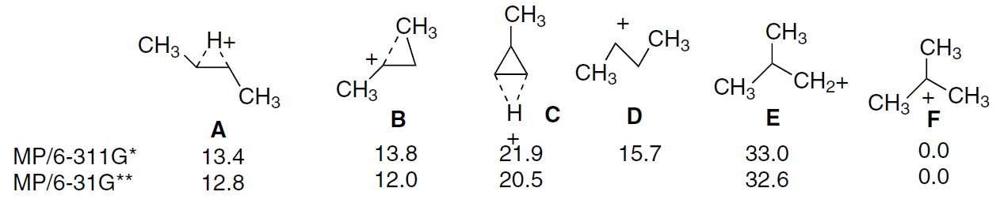 CH3 H+ CH3
A
+ CH3 CH3
B
CH3 H +
C
+ CH3 CH3
D
CH3 CH3 CH2+
E
CH3 CH3 + CH3
F
MP/6-311G* 13.4 13.8 21.9 15.7 33.0 0.0
MP/6-31G** 12.8 12.0 20.5 32.6 0.0